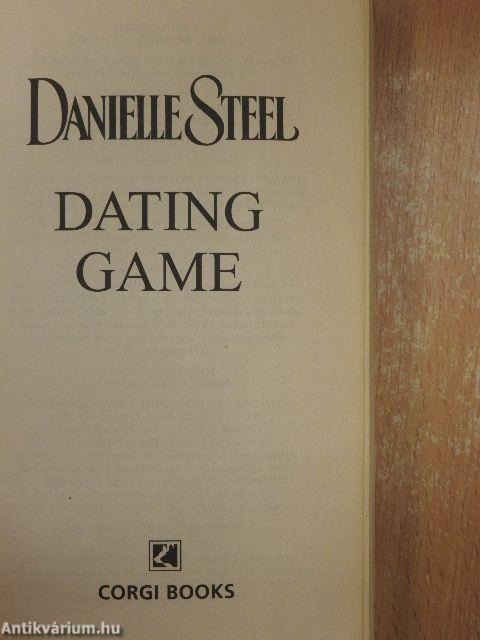 DANIELLE STEEL
DATING
GAME
CORGI BOOKS
Antikvárium.hu